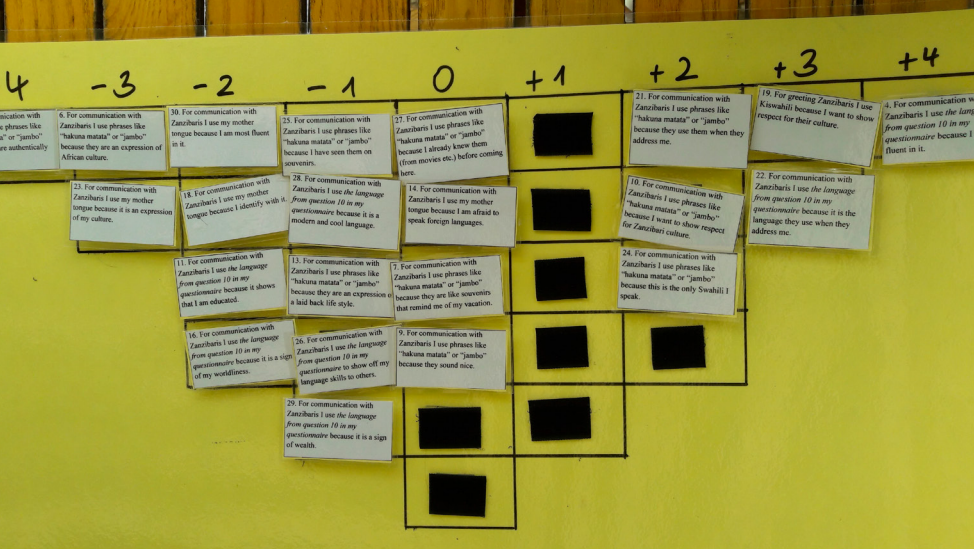 4 -3 -2 -1 0 +1 +2 +3 +4
nication with
e phrases like
a" or "jambo"
re authentically
6. For communication with
Zanzibaris I use phrases like
"hakuna matata" or "jambo"
because they are an expression of
African culture.
30. For communication with
Zanzibaris I use my mother
tongue because I am most fluent
in it.
25. For communication with
Zanzibaris I use phrases like
"hakuna matata" or "jambo"
because I have seen them on
souvenirs.
27. For communication with
Zanzibaris I use phrases like
"hakuna matata" or "jambo"
because I already knew them
(from movies etc.) before coming
here.
21. For communication with
Zanzibaris I use phrases like
"hakuna matata" or "jambo"
because they use them when they
address me.
19. For greeting Zanzibaris I use
Kiswahili because I want to show
respect for their culture.
4. For communication w
Zanzibaris I use the lang
from question 10 in my
questionnaire because I
fluent in it.
23. For communication with
Zanzibaris I use my mother
tongue because it is an expression
of my culture.
18. For communication with
Zanzibaris I use my mother
tongue because I identify with it.
28. For communication with
Zanzibaris I use the language
from question 10 in my
questionnaire because it is a
modern and cool language.
14. For communication with
Zanzibaris I use my mother
tongue because I am afraid to
speak foreign languages.
10. For communication with
Zanzibaris I use phrases like
"hakuna matata" or "jambo"
because I want to show respect
for Zanzibari culture.
22. For communication with
Zanzibaris I use the language
from question 10 in my
questionnaire because it is the
language they use when they
address me.
11. For communication with
Zanzibaris I use the language
from question 10 in my
questionnaire because it shows
that I am educated.
13. For communication with
Zanzibaris I use phrases like
"hakuna matata" or "jambo"
because they are an expression o
a laid back life style.
7. For communication with
Zanzibaris I use phrases like
"hakuna matata" or "jambo"
because they are like souvenirs
that remind me of my vacation.
24. For communication with
Zanzibaris I use phrases like
"hakuna matata" or "jambo"
because this is the only Swahili I
speak.
16. For communication with
Zanzibaris I use the language
from question 10 in my
questionnaire because it is a sign
of my worldliness.
26. For communication with
Zanzibaris I use the language
from question 10 in my
questionnaire to show off my
language skills to others.
9. For communication with
Zanzibaris I use phrases like
"hakuna matata" or "jambo"
because they sound nice.
29. For communication with
Zanzibaris I use the language
from question 10 in my
questionnaire because it is a sign
of wealth.